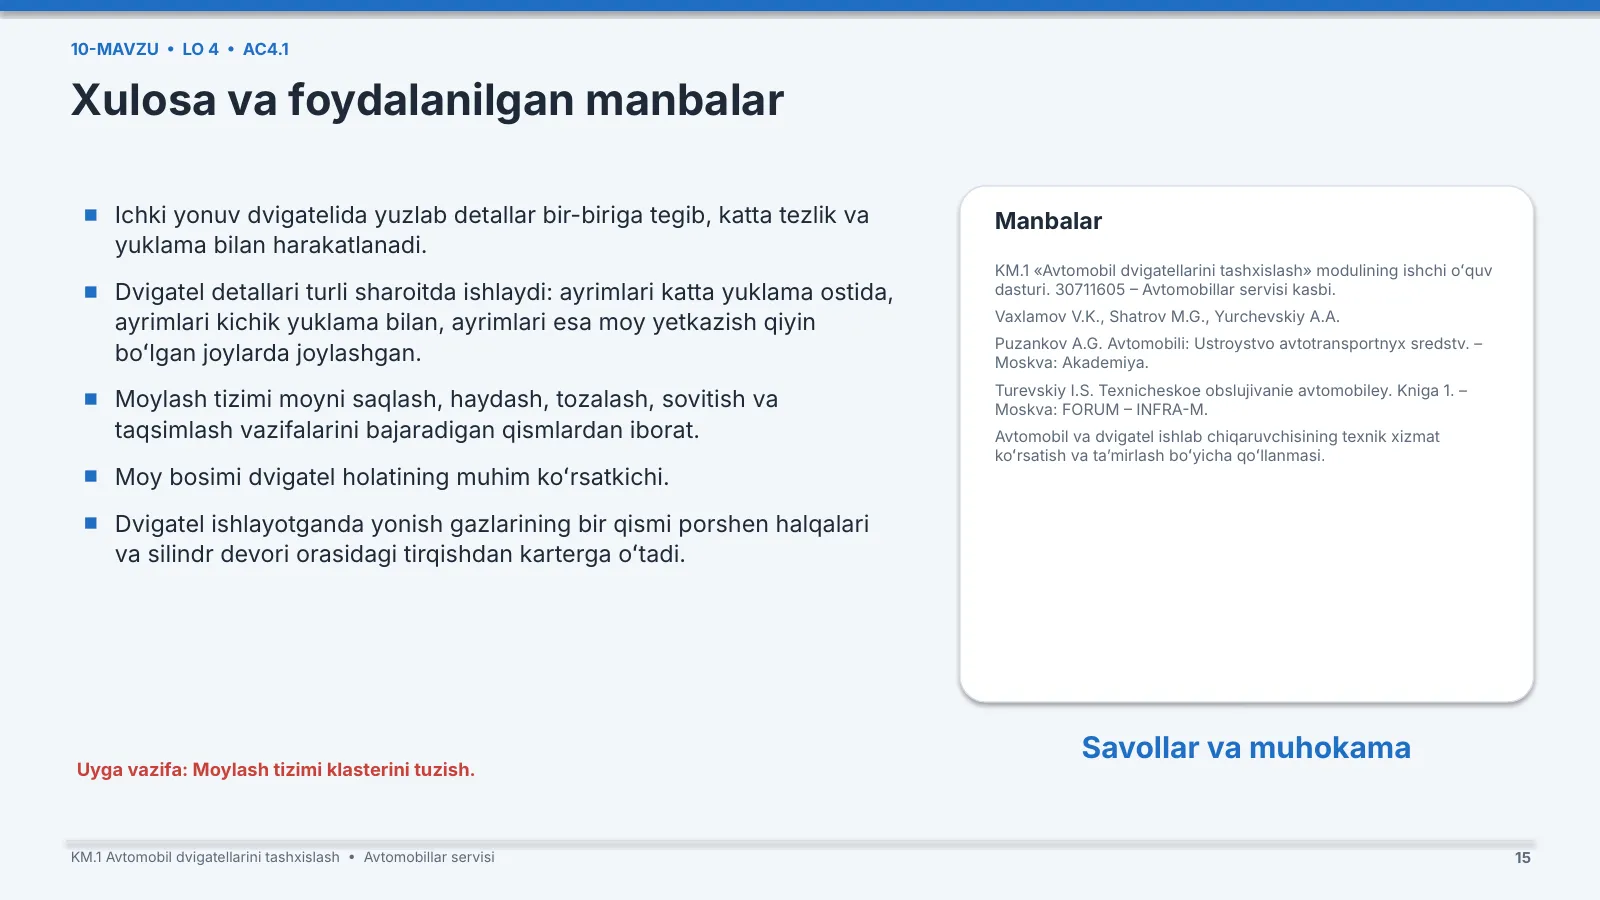 10-MAVZU • LO 4 • AC4.1
Xulosa va foydalanilgan manbalar
Ichki yonuv dvigatelida yuzlab detallar bir-biriga tegib, katta tezlik va
yuklama bilan harakatlanadi.
Dvigatel detallari turli sharoitda ishlaydi: ayrimlari katta yuklama ostida,
ayrimlari kichik yuklama bilan, ayrimlari esa moy yetkazish qiyin
boʻlgan joylarda joylashgan.
Moylash tizimi moyni saqlash, haydash, tozalash, sovitish va
taqsimlash vazifalarini bajaradigan qismlardan iborat.
Moy bosimi dvigatel holatining muhim koʻrsatkichi.
Dvigatel ishlayotganda yonish gazlarining bir qismi porshen halqalari
va silindr devori orasidagi tirqishdan karterga oʻtadi.
Uyga vazifa: Moylash tizimi klasterini tuzish.
Manbalar
KM.1 «Avtomobil dvigatellarini tashxislash» modulining ishchi oʻquv
dasturi. 30711605 – Avtomobillar servisi kasbi.
Vaxlamov V.K., Shatrov M.G., Yurchevskiy A.A.
Puzankov A.G. Avtomobili: Ustroystvo avtotransportnyx sredstv. –
Moskva: Akademiya.
Turevskiy I.S. Texnicheskoe obslujivanie avtomobiley. Kniga 1. –
Moskva: FORUM – INFRA-M.
Avtomobil va dvigatel ishlab chiqaruvchisining texnik xizmat
koʻrsatish va taʼmirlash boʻyicha qoʻllanmasi.
Savollar va muhokama
KM.1 Avtomobil dvigatellarini tashxislash • Avtomobillar servisi
15